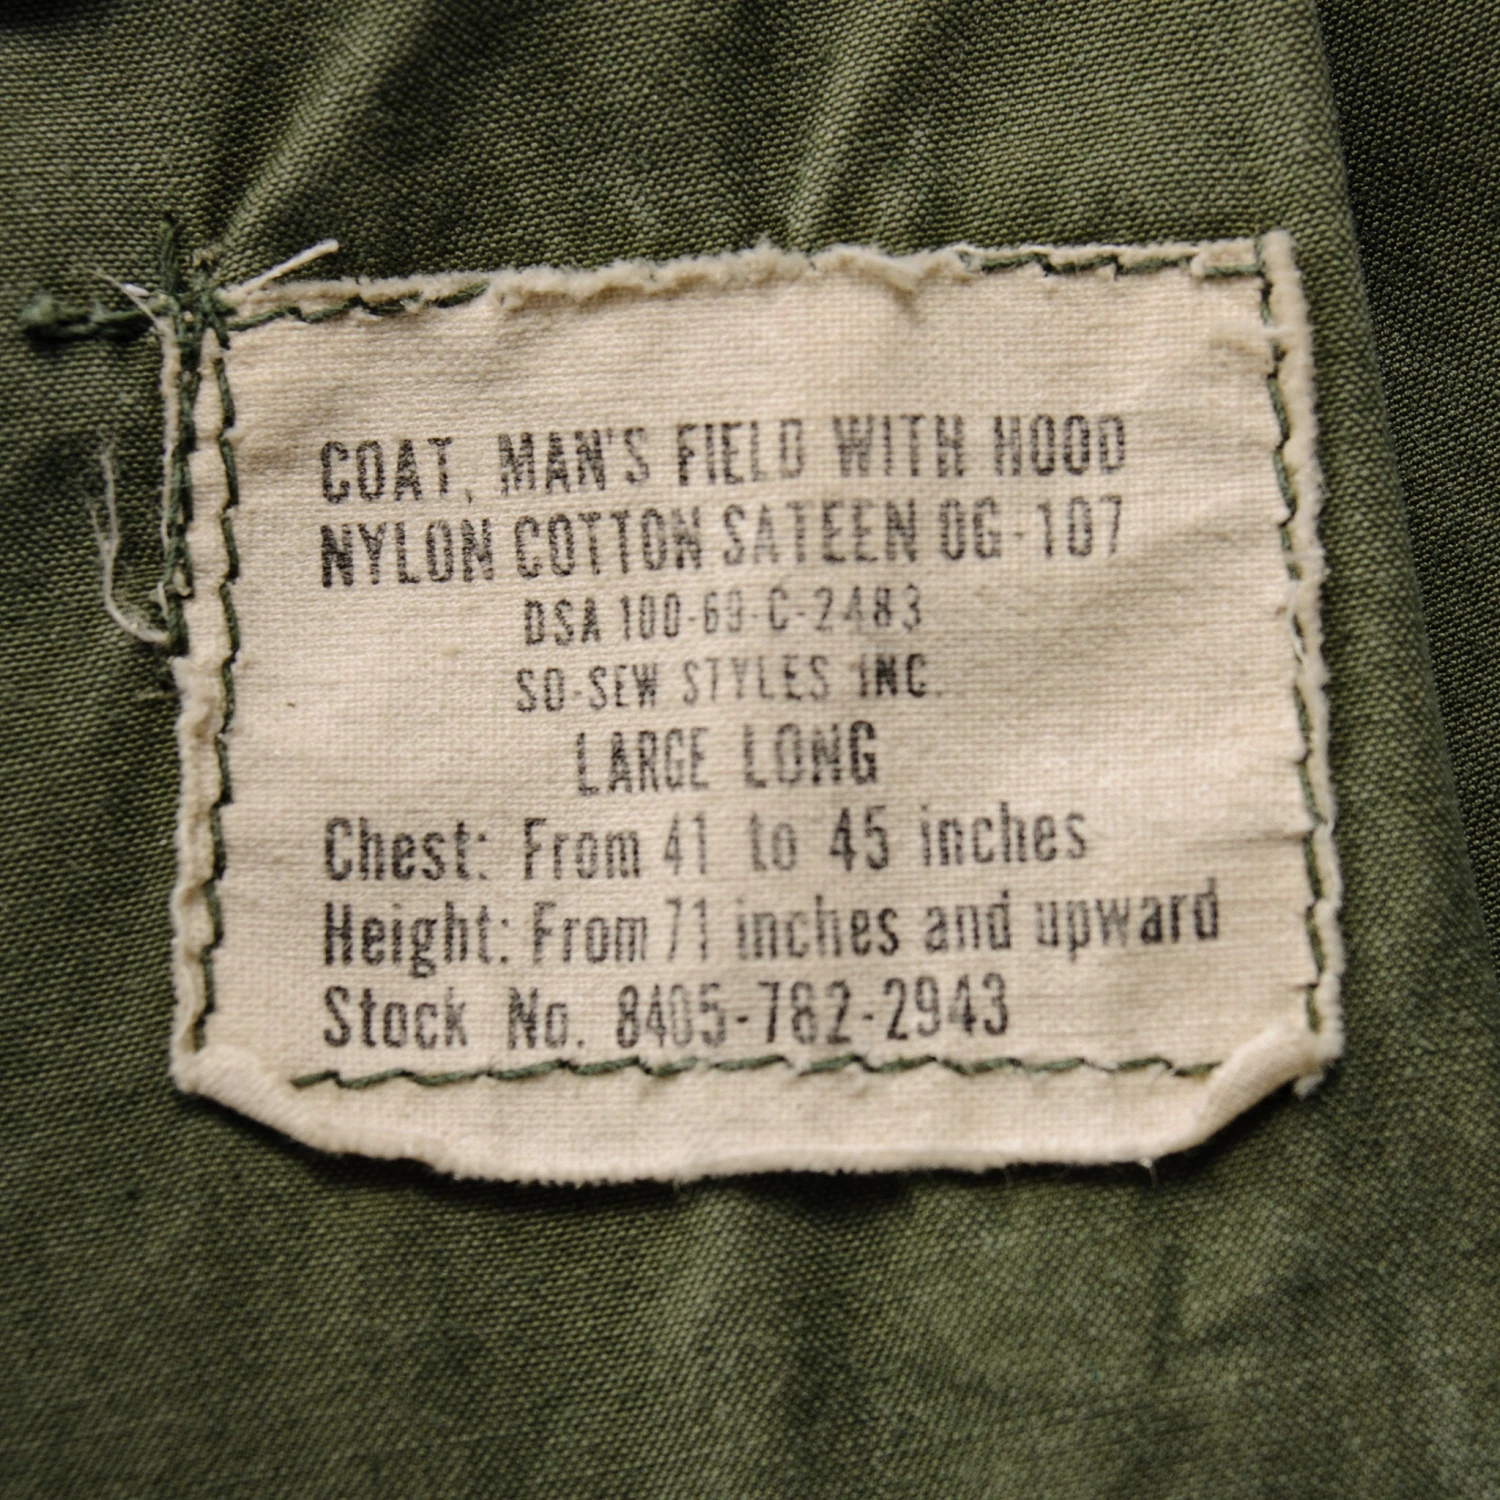 COAT, MAN'S FIELD WITH HOOD
NYLON COTTON SATEEN OG-107
DSA 100-69-C-2483
SO-SEW STYLES INC.
LARGE LONG
Chest: From 41 to 45 inches
Height: From 71 inches and upward
Stock No. 8405-782-2943